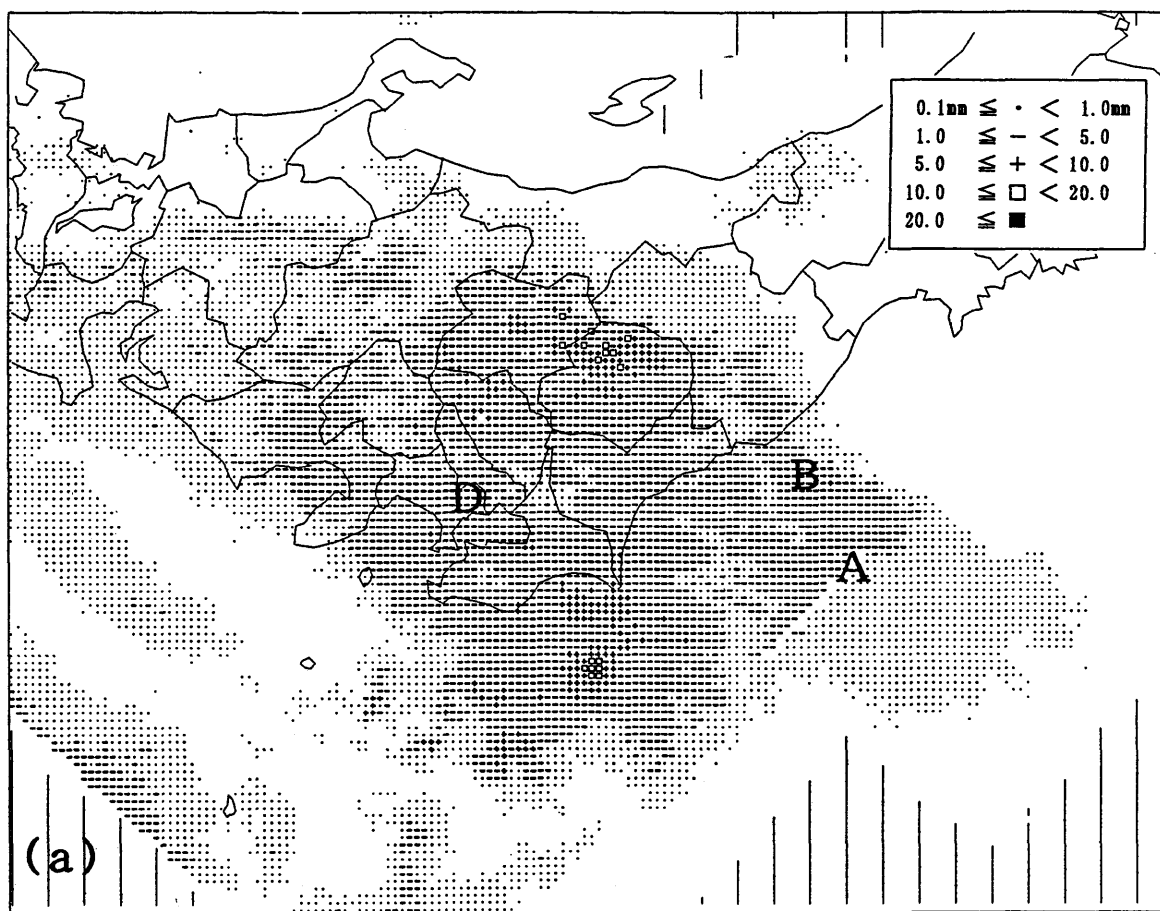 0.1mm ≦ · < 1.0mm
1.0 ≦ − < 5.0
5.0 ≦ + < 10.0
10.0 ≦ □ < 20.0
20.0 ≦ ■
B
D
A
(a)